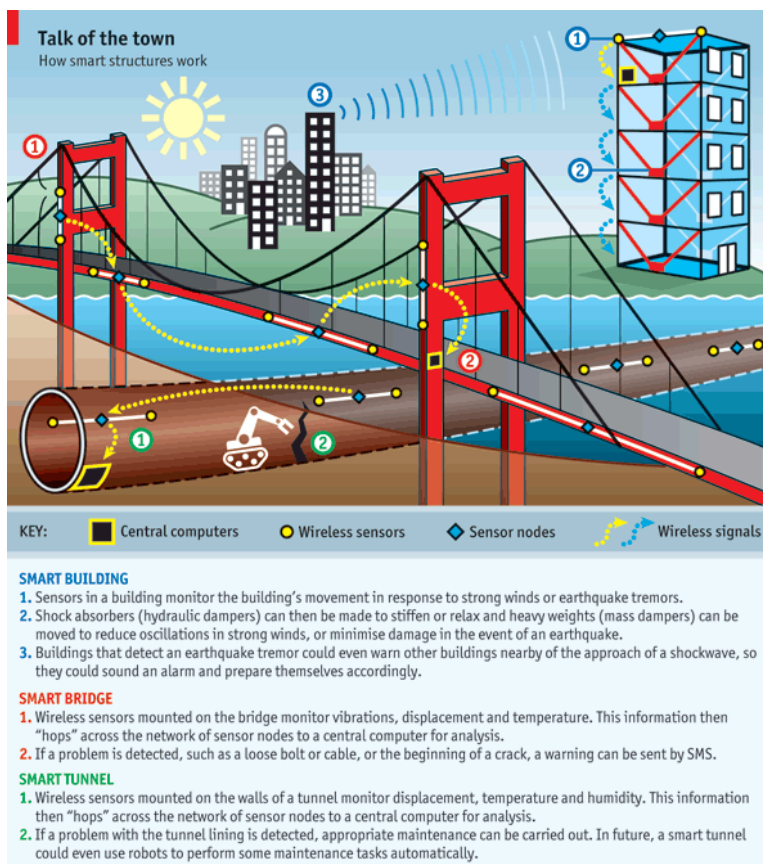 Talk of the town
How smart structures work
1
3
1
2
2
1
2
KEY:
Central computers
Wireless sensors
Sensor nodes
Wireless signals
SMART BUILDING
1. Sensors in a building monitor the building's movement in response to strong winds or earthquake tremors.
2. Shock absorbers (hydraulic dampers) can then be made to stiffen or relax and heavy weights (mass dampers) can be
moved to reduce oscillations in strong winds, or minimise damage in the event of an earthquake.
3. Buildings that detect an earthquake tremor could even warn other buildings nearby of the approach of a shockwave, so
they could sound an alarm and prepare themselves accordingly.
SMART BRIDGE
1. Wireless sensors mounted on the bridge monitor vibrations, displacement and temperature. This information then
"hops" across the network of sensor nodes to a central computer for analysis.
2. If a problem is detected, such as a loose bolt or cable, or the beginning of a crack, a warning can be sent by SMS.
SMART TUNNEL
1. Wireless sensors mounted on the walls of a tunnel monitor displacement, temperature and humidity. This information
then "hops" across the network of sensor nodes to a central computer for analysis.
2. If a problem with the tunnel lining is detected, appropriate maintenance can be carried out. In future, a smart tunnel
could even use robots to perform some maintenance tasks automatically.